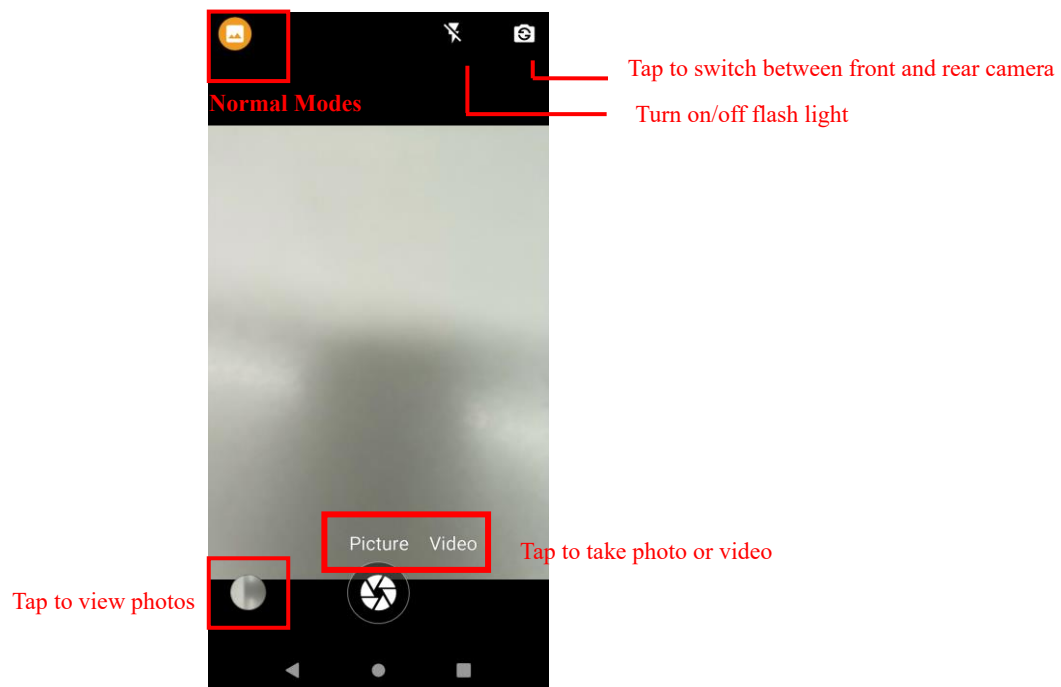 Tap to switch between front and rear camera
Normal Modes
Turn on/off flash light
Picture Video
Tap to take photo or video
Tap to view photos